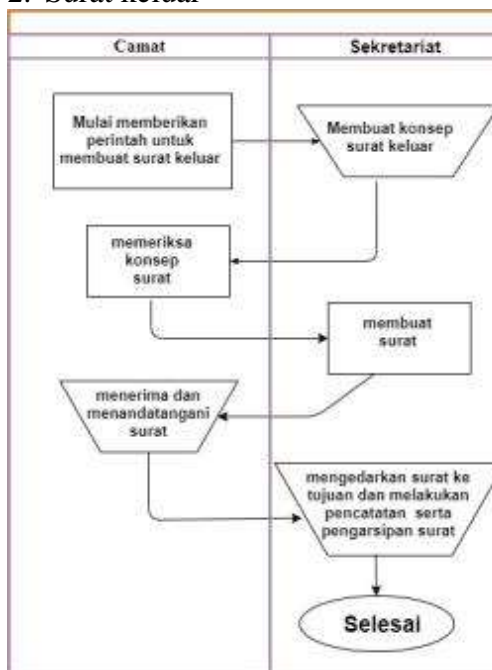 2. Surat keluar
Camat
Sekretariat
Mulai memberikan
perintah untuk
membuat surat keluar
Membuat konsep
surat keluar
memeriksa
konsep
surat
membuat
surat
menerima dan
menandatangani
surat
mengedarkan surat ke
tujuan dan melakukan
pencatatan serta
pengarsipan surat
Selesai